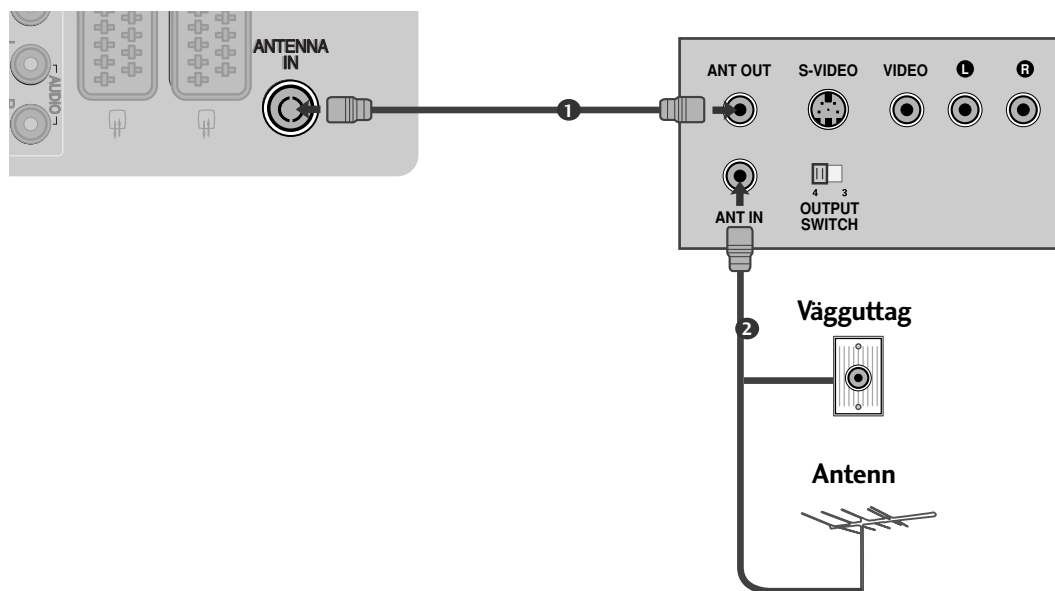 AUDIO
ANTENNA
IN
1
ANT OUT
S-VIDEO
VIDEO
L
R
ANT IN
4
3
OUTPUT
SWITCH
2
Vägguttag
Antenn